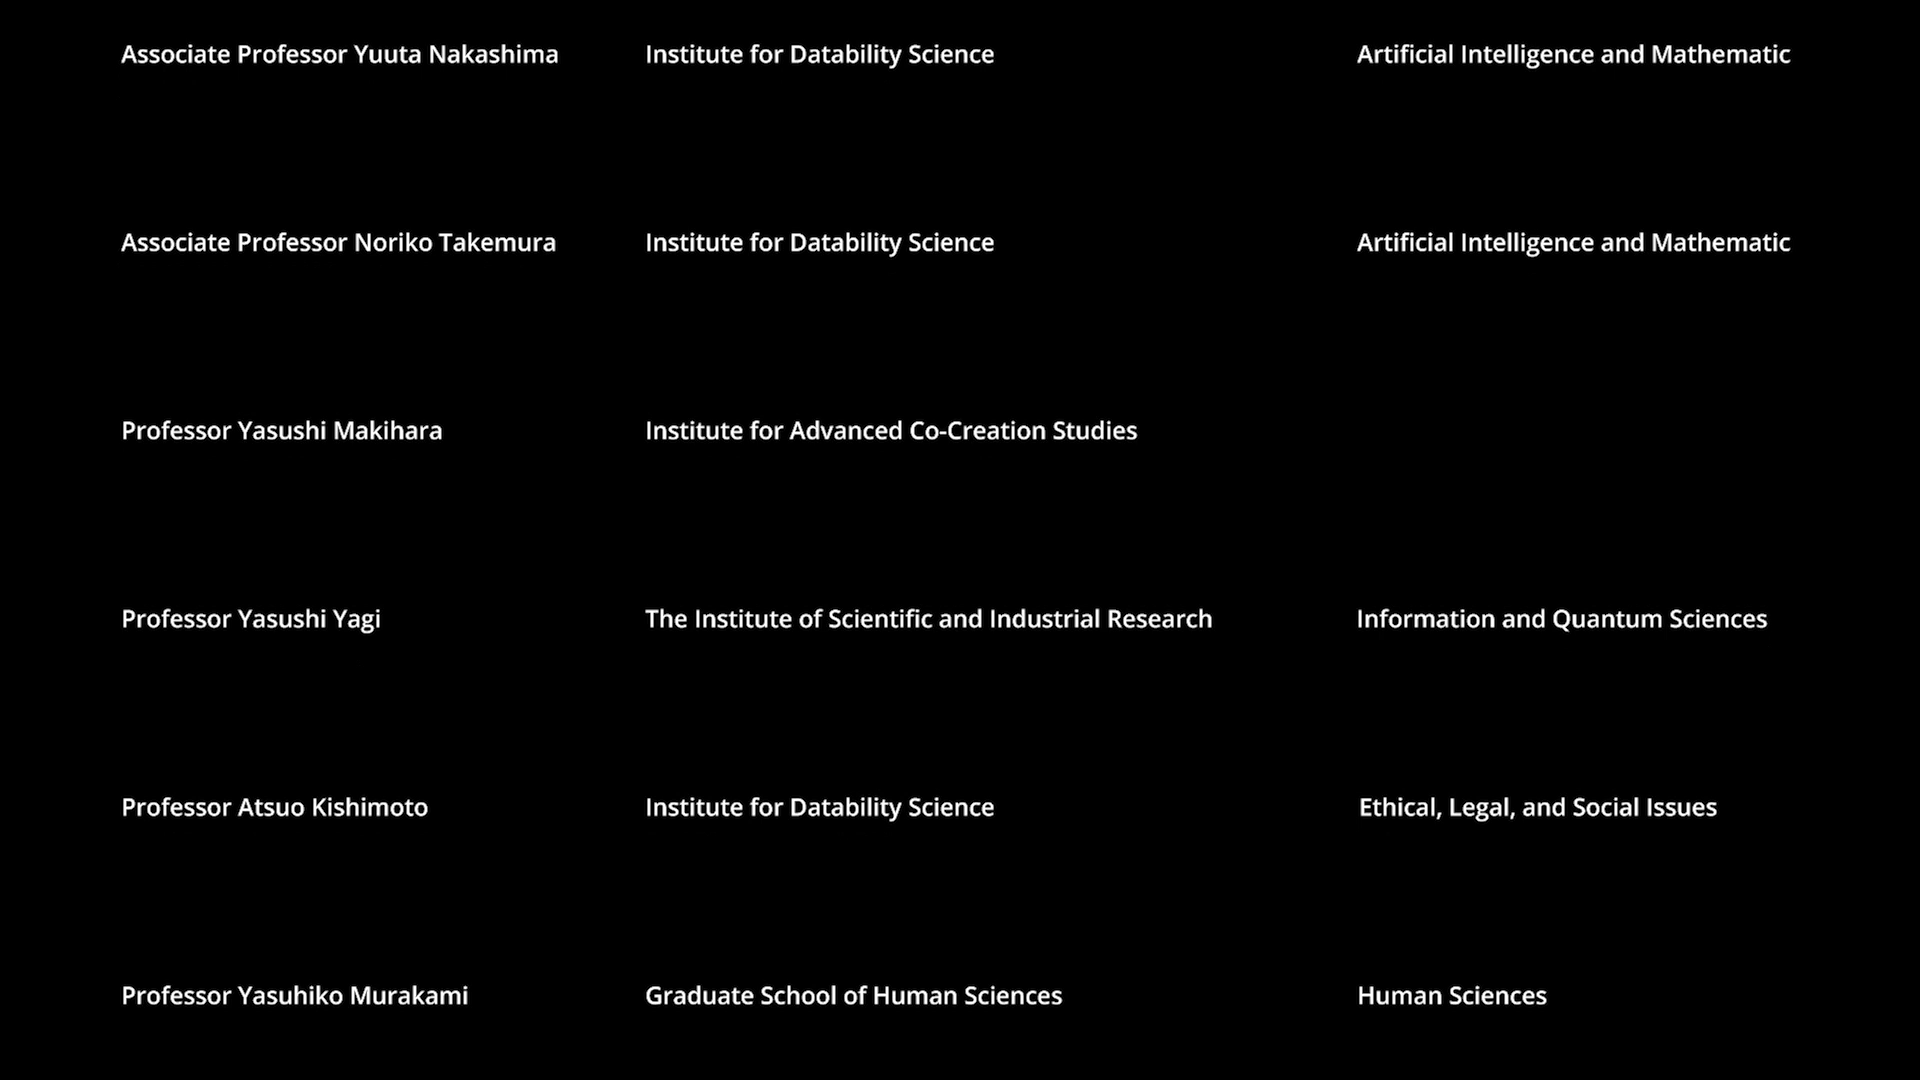 Associate Professor Yuuta Nakashima Institute for Datability Science Artificial Intelligence and Mathematic
Associate Professor Noriko Takemura Institute for Datability Science Artificial Intelligence and Mathematic
Professor Yasushi Makihara Institute for Advanced Co-Creation Studies
Professor Yasushi Yagi The Institute of Scientific and Industrial Research Information and Quantum Sciences
Professor Atsuo Kishimoto Institute for Datability Science Ethical, Legal, and Social Issues
Professor Yasuhiko Murakami Graduate School of Human Sciences Human Sciences